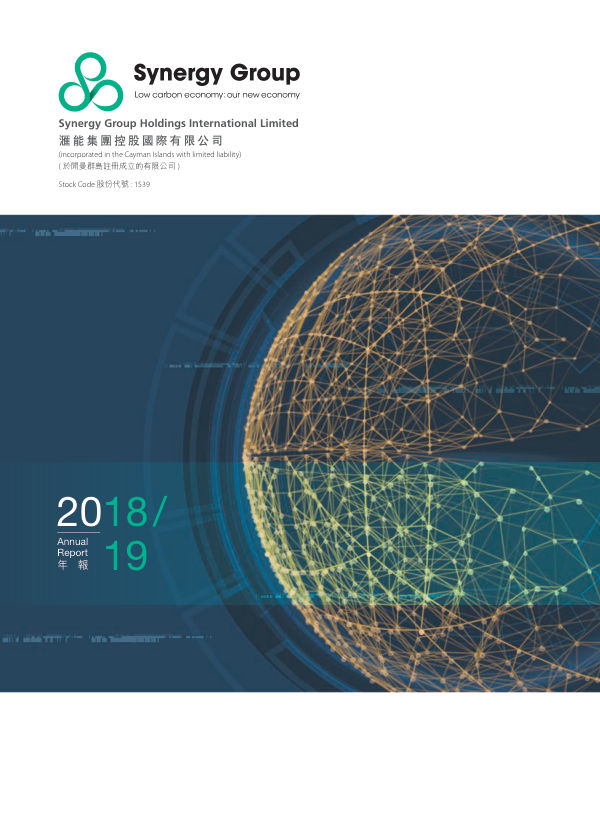 Synergy Group
Low carbon economy: our new economy
Synergy Group Holdings International Limited
滙能集團控股國際有限公司
(incorporated in the Cayman Islands with limited liability)
(於開曼群島註冊成立的有限公司)
Stock Code 股份代號 : 1539
2018/
19
Annual
Report
年 報